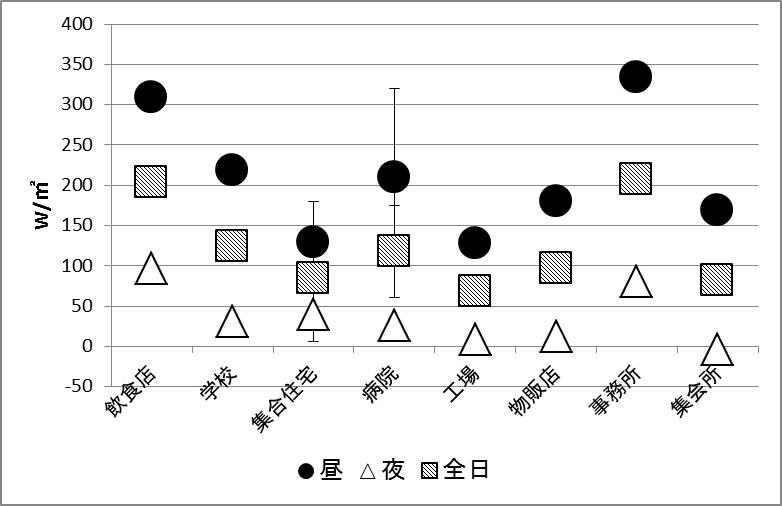 400
350
300
250
200
150
100
50
0
-50
W/㎡
飲食店
学校
集合住宅
病院
工場
物販店
事務所
集会所
昼 夜 全日